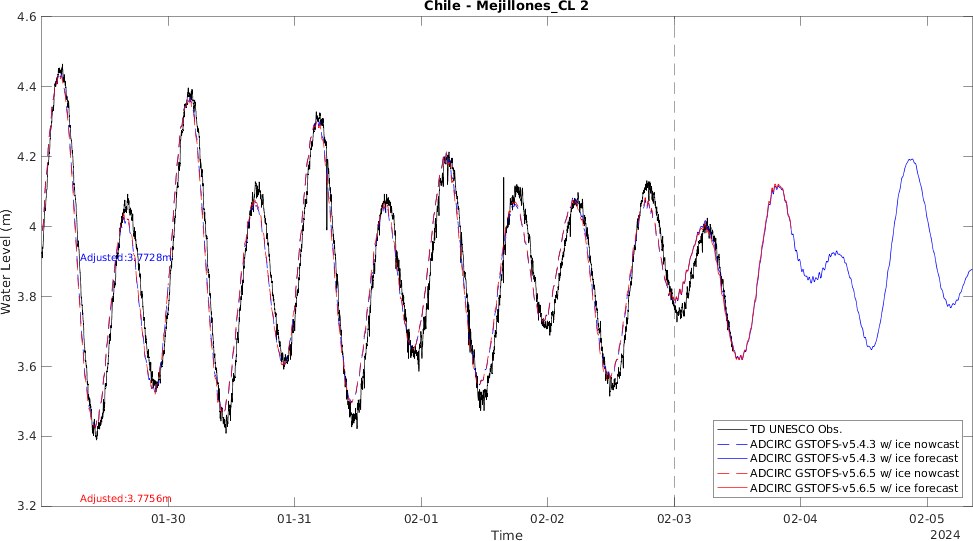 Chile - Mejillones_CL 2
4.6
4.4
4.2
4
3.8
3.6
3.4
3.2
Water Level (m)
Adjusted:3.7728m
Adjusted:3.7756m
TD UNESCO Obs.
ADCIRC GSTOFS-v5.4.3 w/ ice nowcast
ADCIRC GSTOFS-v5.4.3 w/ ice forecast
ADCIRC GSTOFS-v5.6.5 w/ ice nowcast
ADCIRC GSTOFS-v5.6.5 w/ ice forecast
01-30 01-31 02-01 02-02 02-03 02-04 02-05
Time
2024